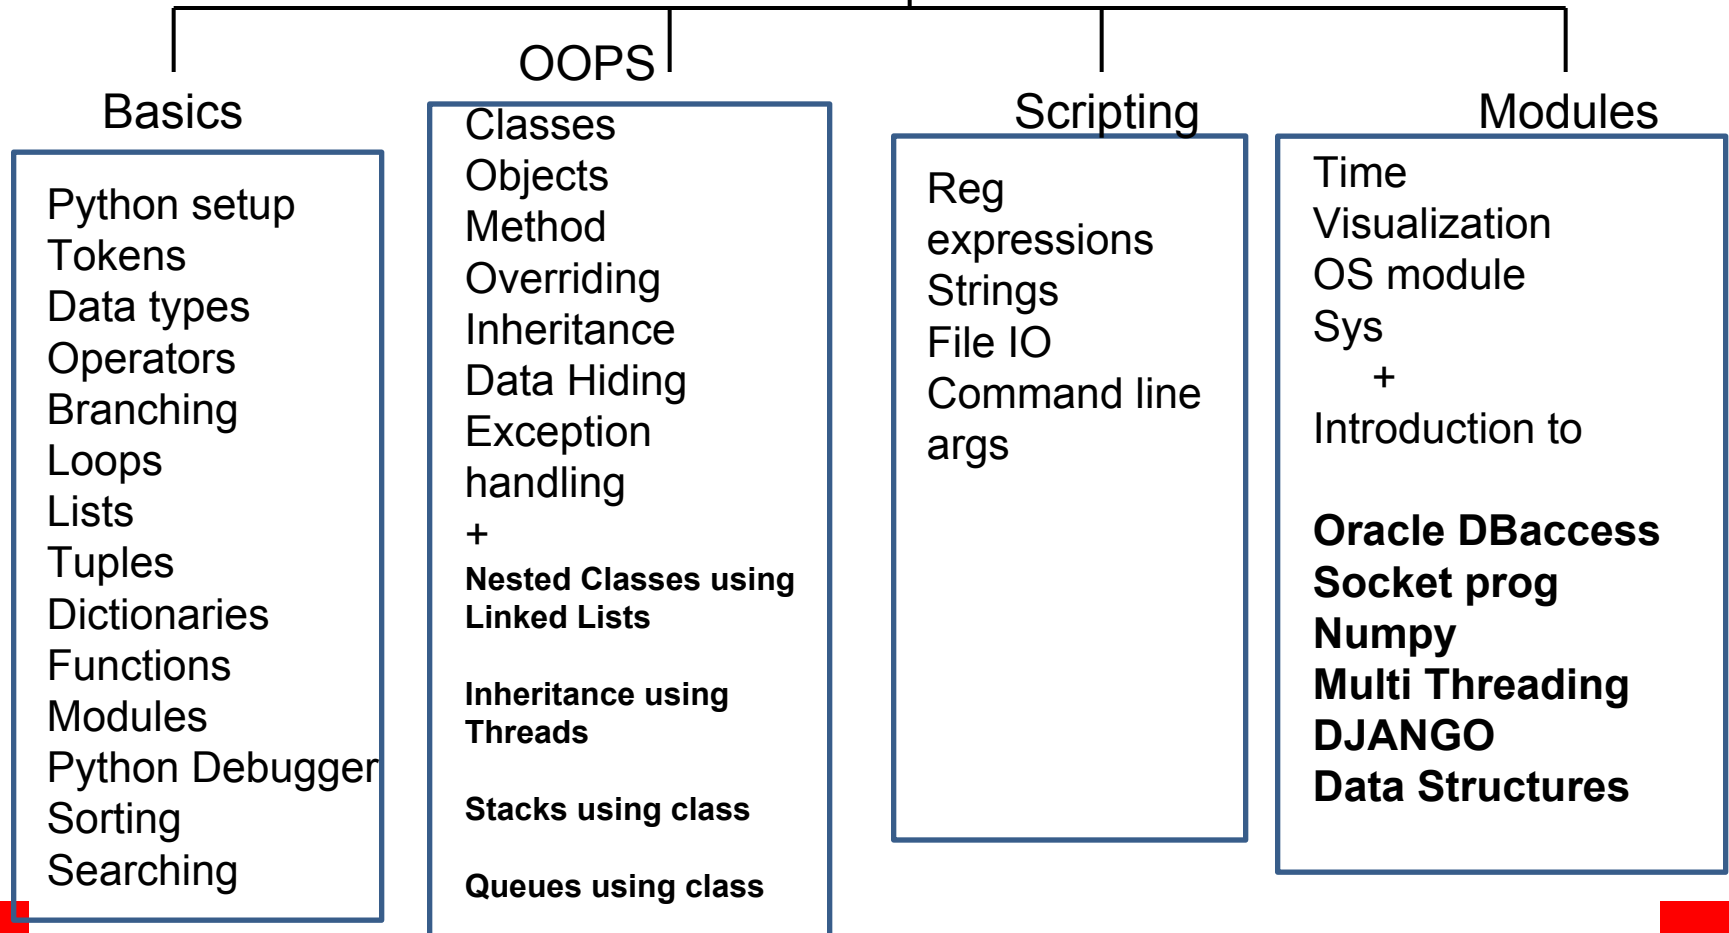 Basics
Python setup
Tokens
Data types
Operators
Branching
Loops
Lists
Tuples
Dictionaries
Functions
Modules
Python Debugger
Sorting
Searching
OOPS
Classes
Objects
Method
Overriding
Inheritance
Data Hiding
Exception
handling
+
Nested Classes using
Linked Lists
Inheritance using
Threads
Stacks using class
Queues using class
Scripting
Reg
expressions
Strings
File IO
Command line
args
Modules
Time
Visualization
OS module
Sys
+
Introduction to
Oracle DBaccess
Socket prog
Numpy
Multi Threading
DJANGO
Data Structures